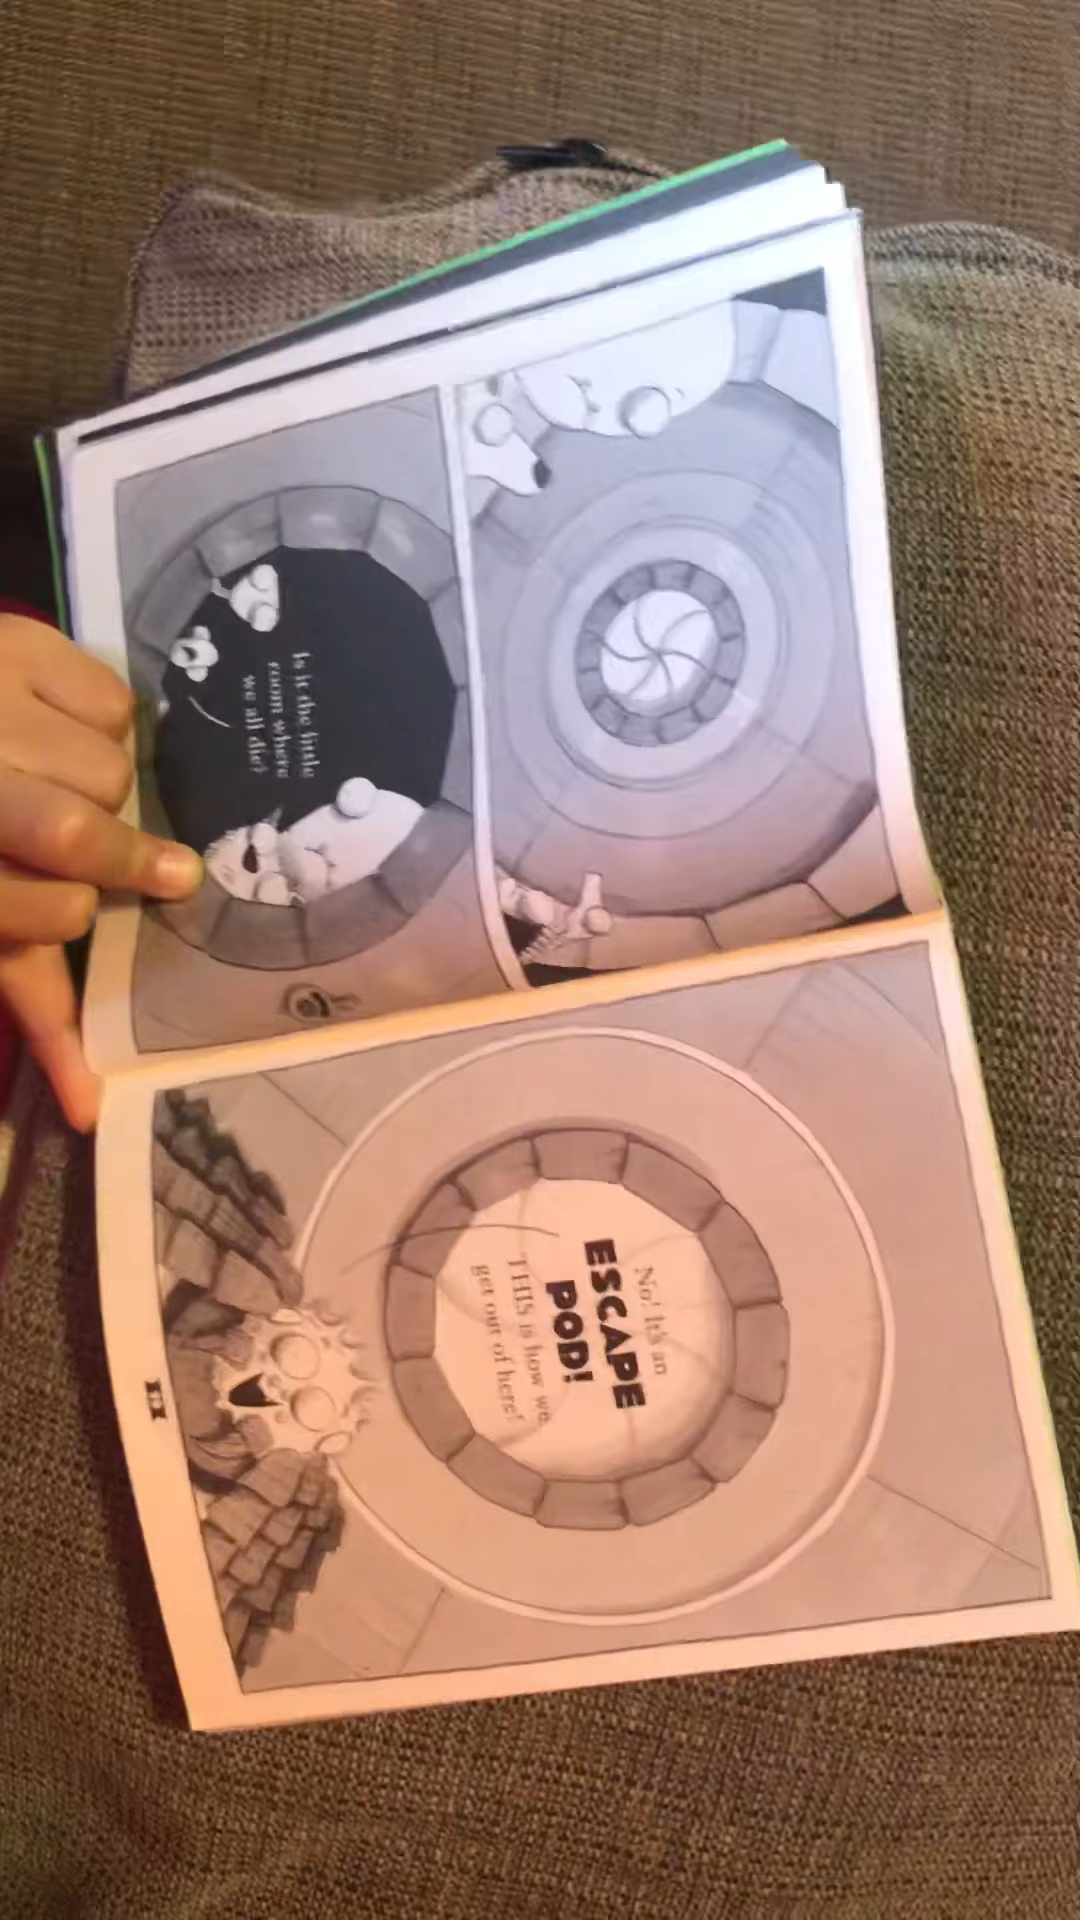 Is it the little
room where
we all die?
No! It's an
ESCAPE
POD!
THIS is how we
get out of here!